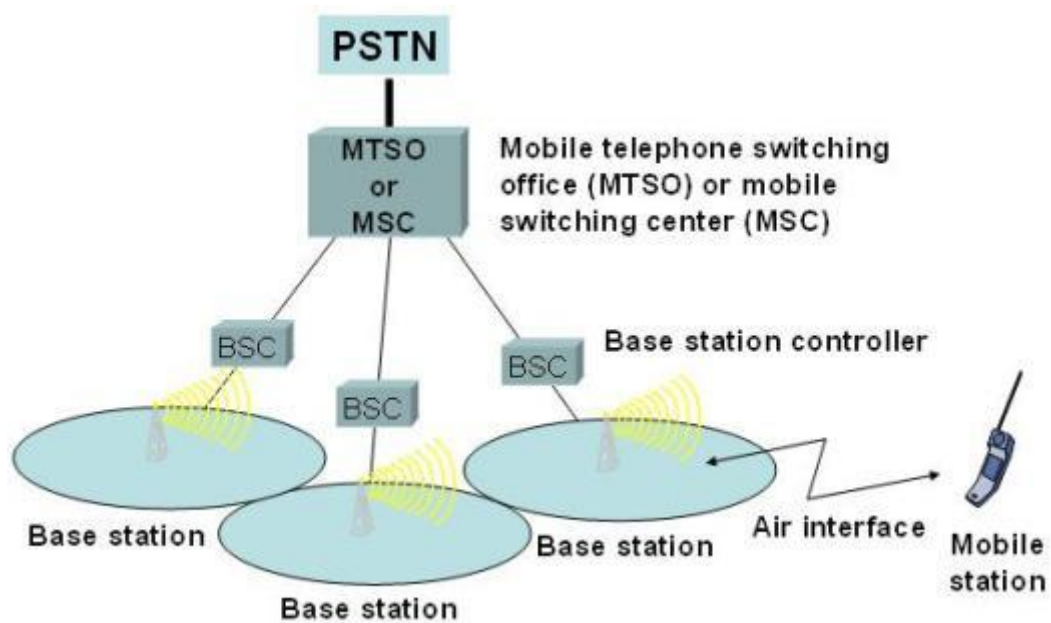 PSTN
MTSO
or
MSC
Mobile telephone switching
office (MTSO) or mobile
switching center (MSC)
BSC
BSC
BSC
Base station controller
Base station
Base station
Base station
Air interface
Mobile
station